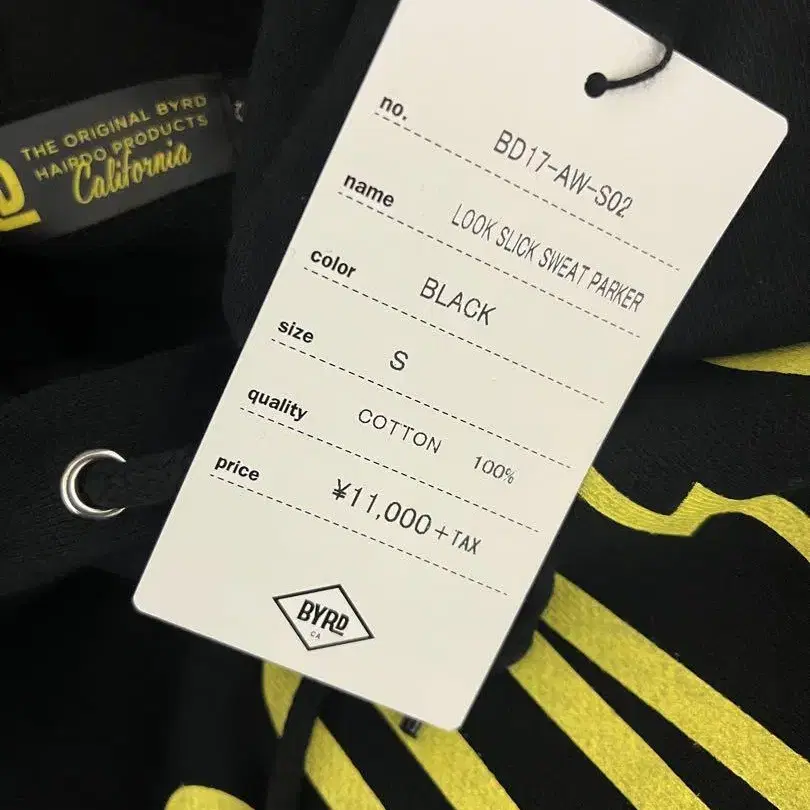 THE ORIGINAL BYRD
HAIRDO PRODUCTS
California
no. BD17-AW-S02
name LOOK SLICK SWEAT PARKER
color BLACK
size S
quality COTTON 100%
price ¥11,000+TAX
BYRD
CA